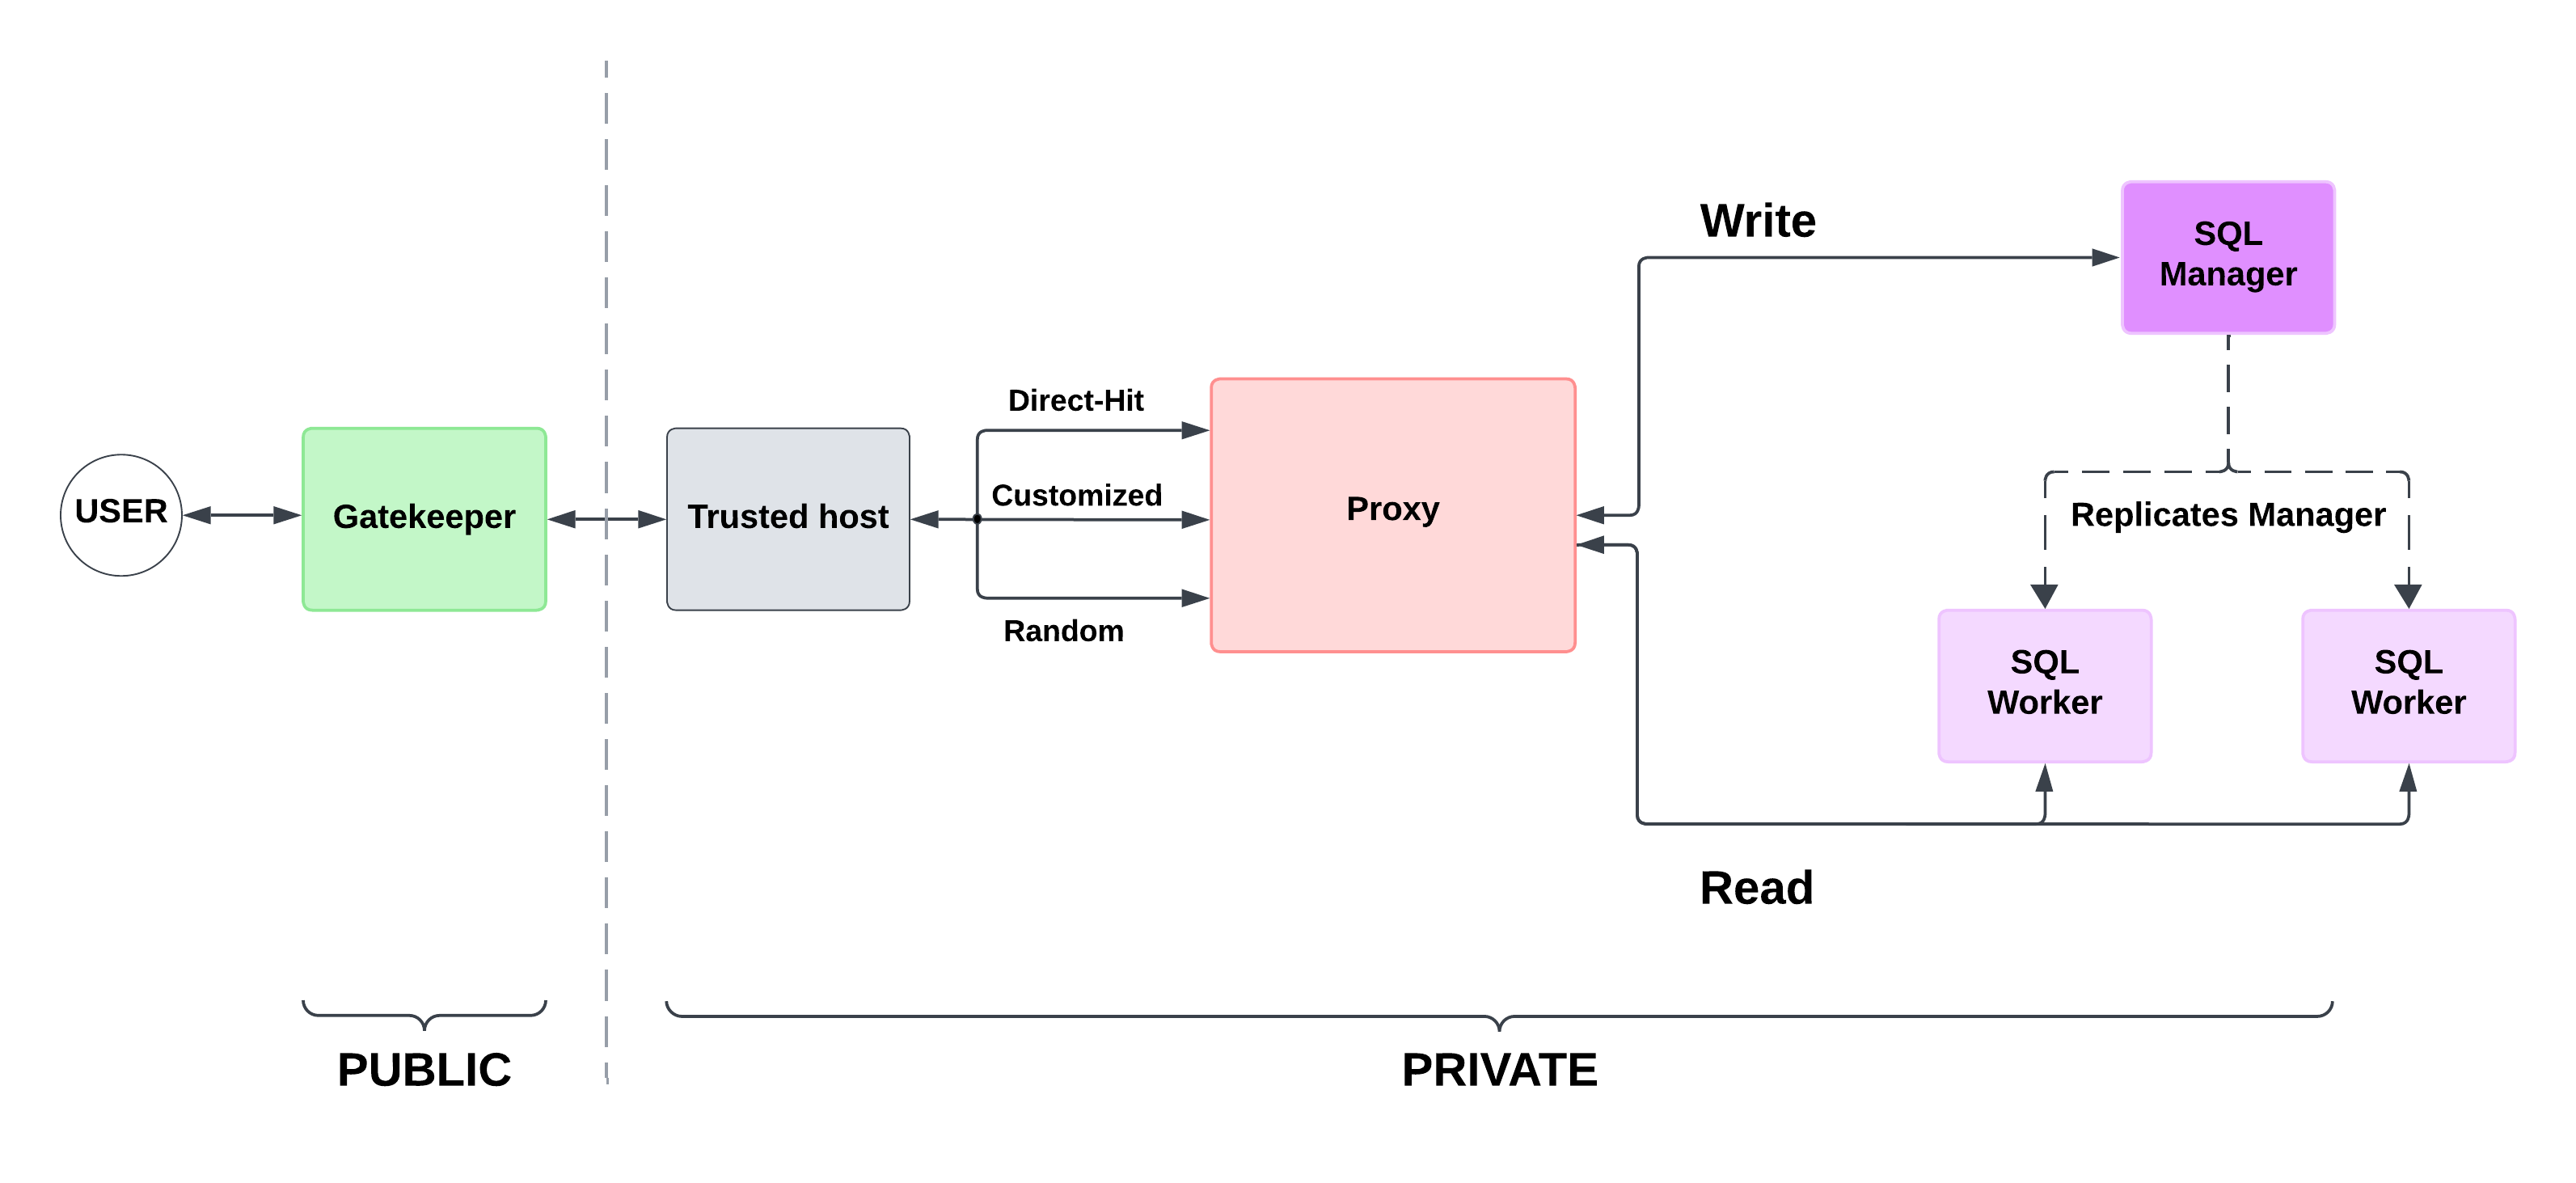 Write
SQL
Manager
Direct-Hit
Customized
Random
USER
Gatekeeper
Trusted host
Proxy
Replicates Manager
SQL
Worker
SQL
Worker
Read
PUBLIC
PRIVATE